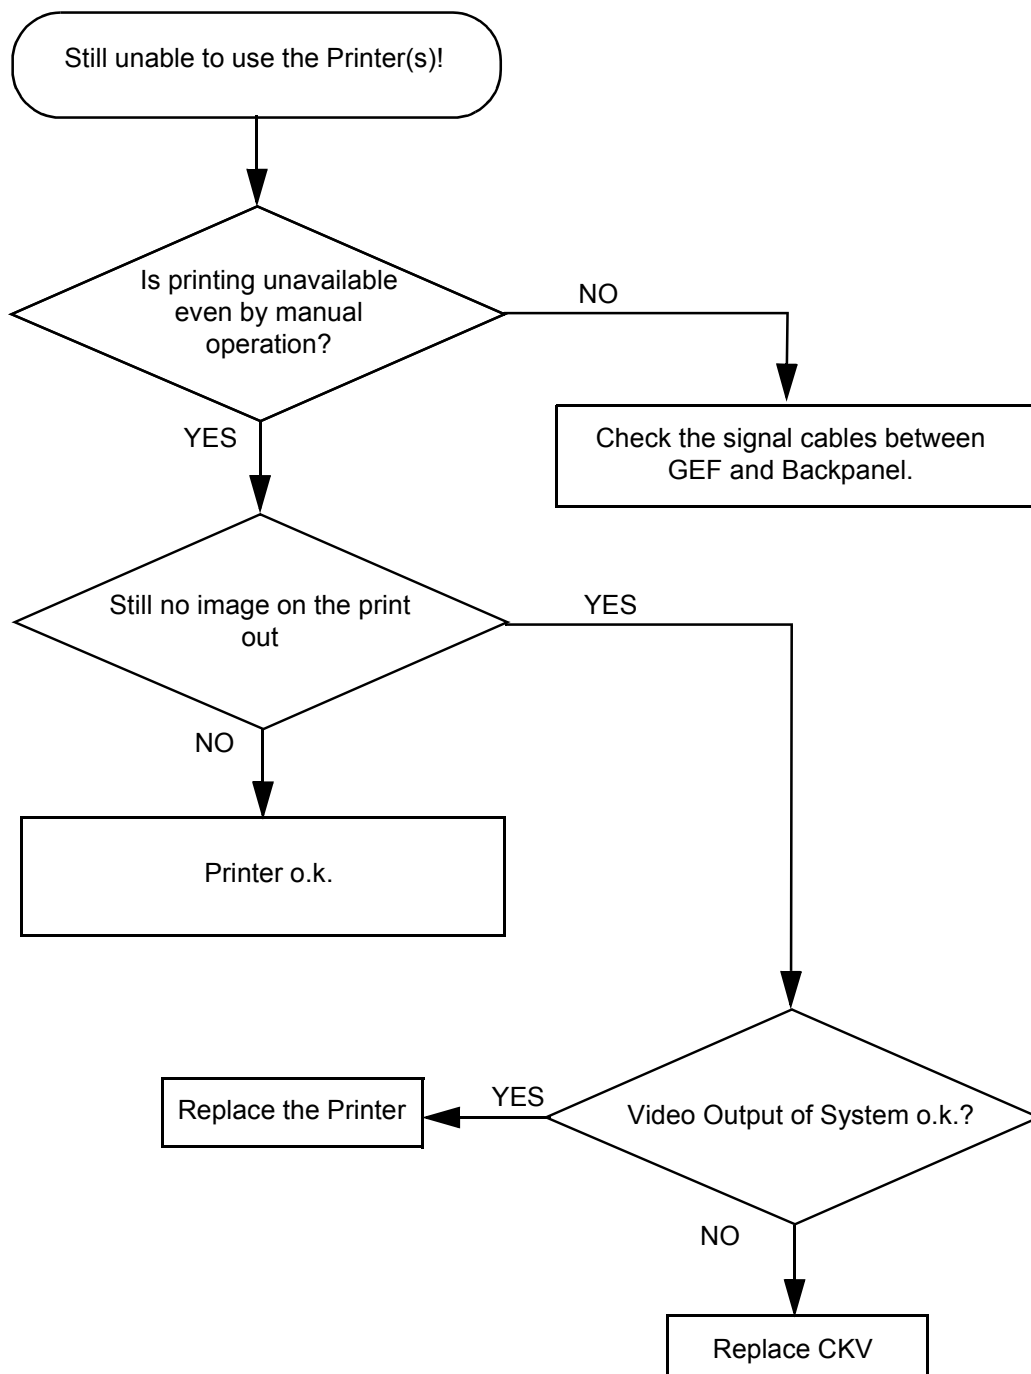 Still unable to use the Printer(s)!
Is printing unavailable
even by manual
operation?
NO
YES
Check the signal cables between
GEF and Backpanel.
Still no image on the print
out
YES
NO
Printer o.k.
Replace the Printer
YES
Video Output of System o.k.?
NO
Replace CKV